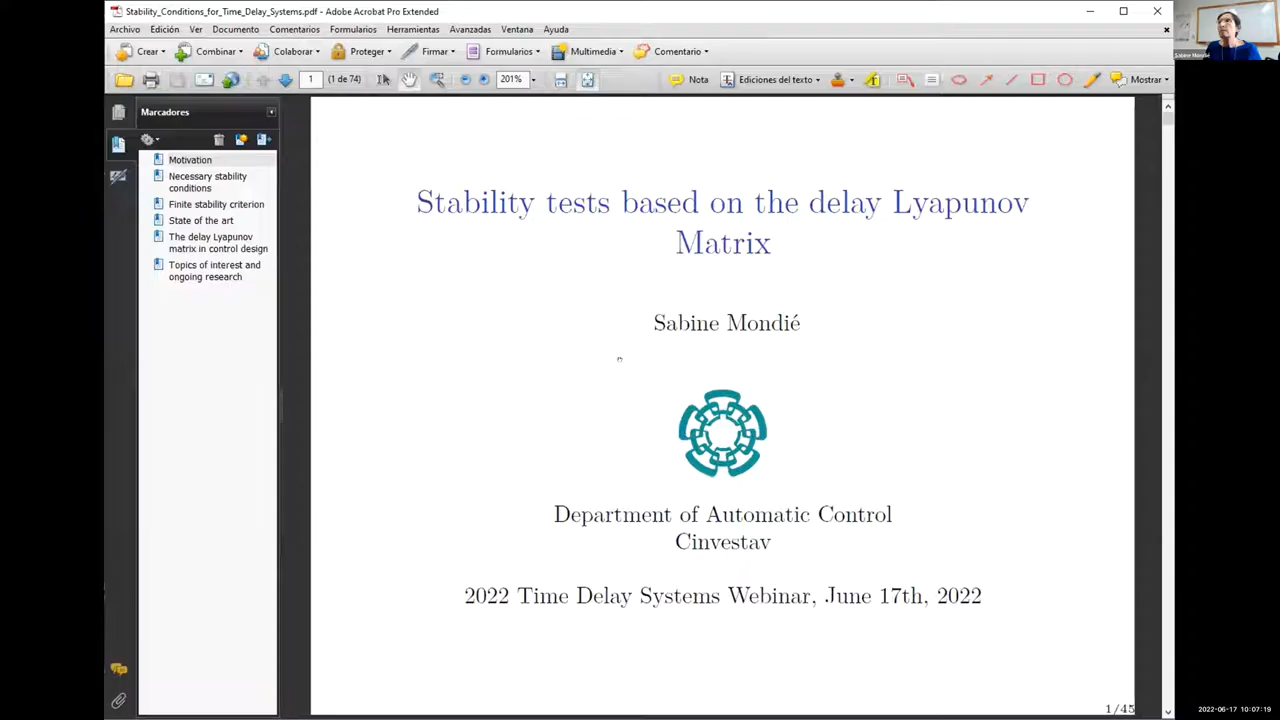 Stability_Conditions_for_Time_Delay_Systems.pdf - Adobe Acrobat Pro Extended
Archivo Edición Ver Documento Comentarios Formularios Herramientas Avanzadas Ventana Ayuda
Crear Combinar Colaborar Proteger Firmar Formularios Multimedia Comentario
1 (1 de 74) 201% Nota Ediciones del texto Mostrar
Marcadores
Motivation
Necessary stability
conditions
Finite stability criterion
State of the art
The delay Lyapunov
matrix in control design
Topics of interest and
ongoing research
Stability tests based on the delay Lyapunov
Matrix
Sabine Mondié
Department of Automatic Control
Cinvestav
2022 Time Delay Systems Webinar, June 17th, 2022
1/45
Sabine Mondié
2022-06-17 10:07:19